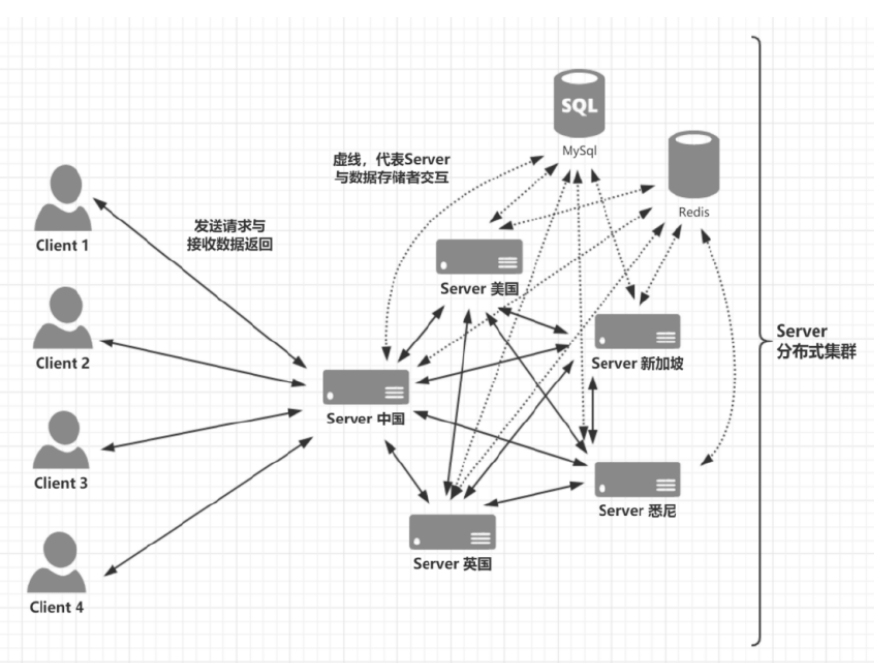 SQL
MySql
虚线，代表Server
与数据存储者交互
Redis
发送请求与
接收数据返回
Client 1
Server 美国
Client 2
Server 新加坡
Server
分布式集群
Server 中国
Client 3
Server 悉尼
Server 英国
Client 4